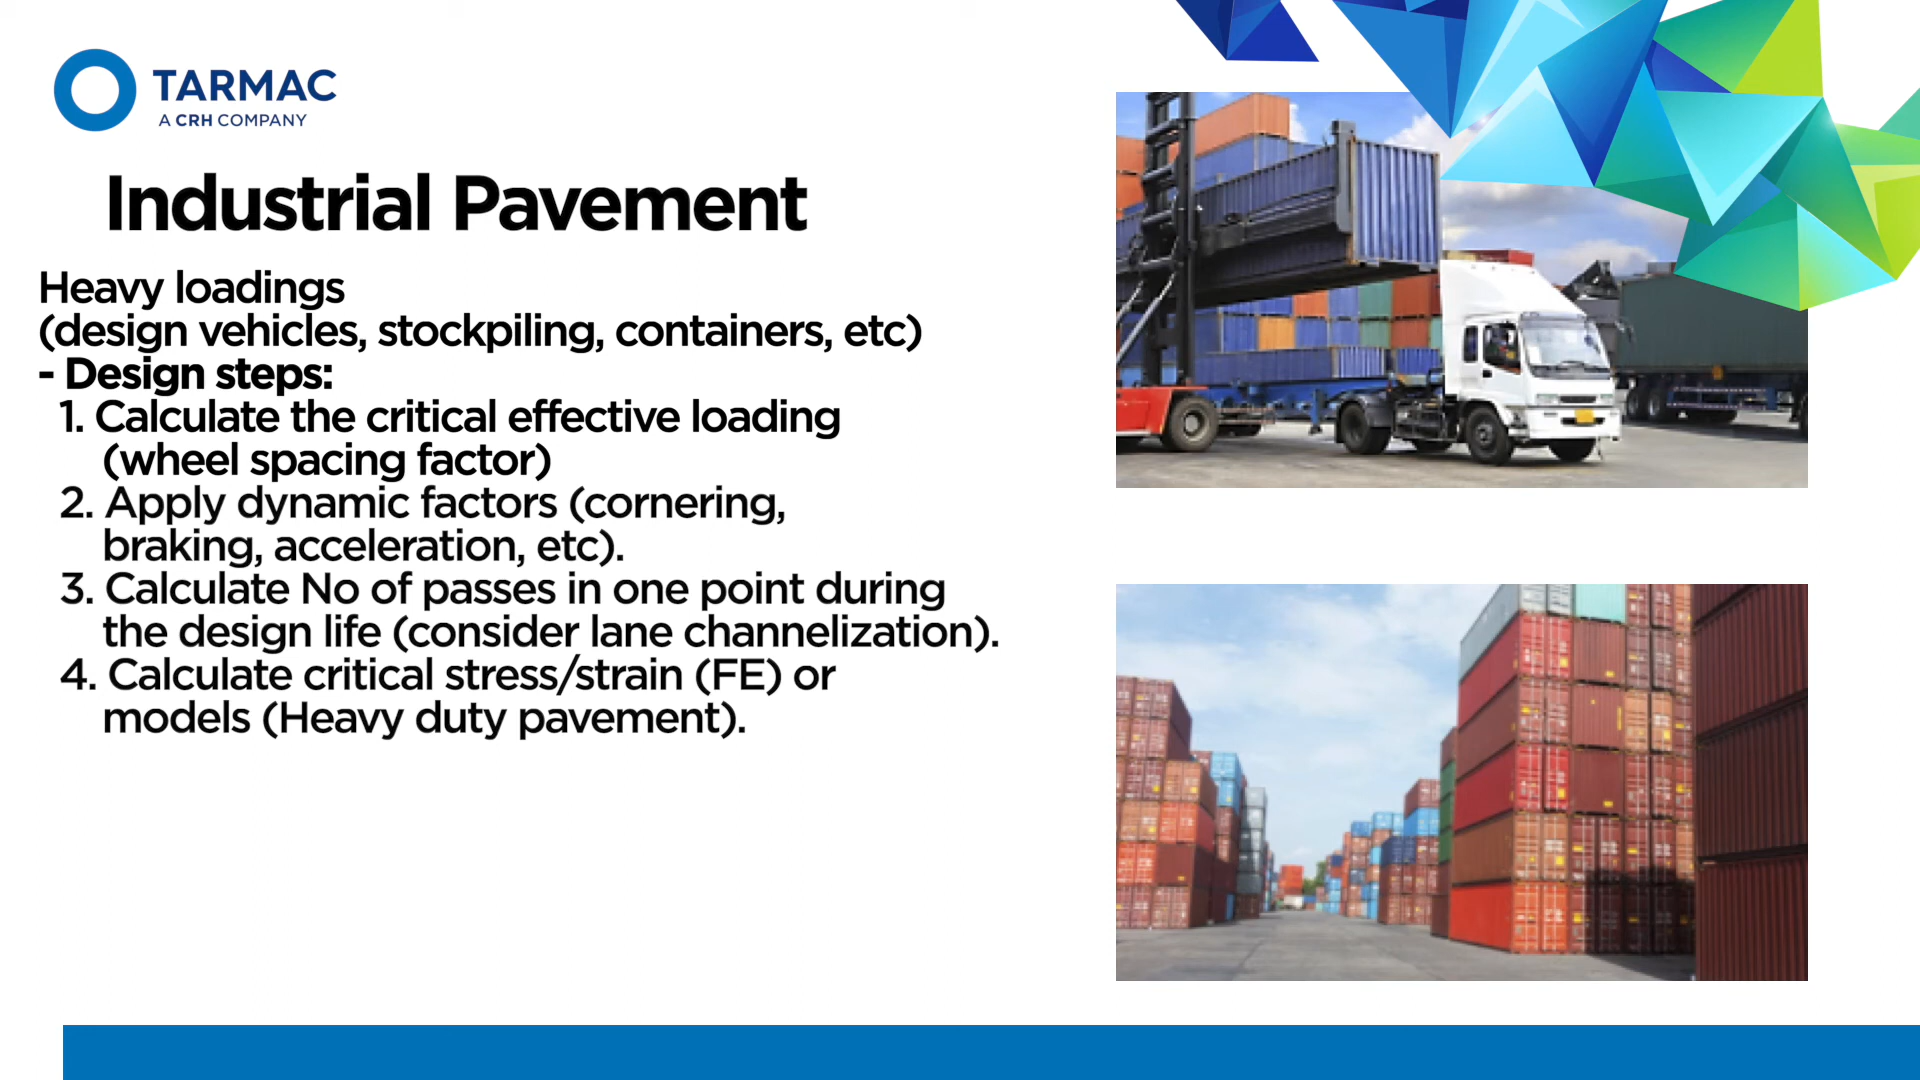 TARMAC
A CRH COMPANY
Industrial Pavement
Heavy loadings
(design vehicles, stockpiling, containers, etc)
- Design steps:
1. Calculate the critical effective loading
(wheel spacing factor)
2. Apply dynamic factors (cornering,
braking, acceleration, etc).
3. Calculate No of passes in one point during
the design life (consider lane channelization).
4. Calculate critical stress/strain (FE) or
models (Heavy duty pavement).